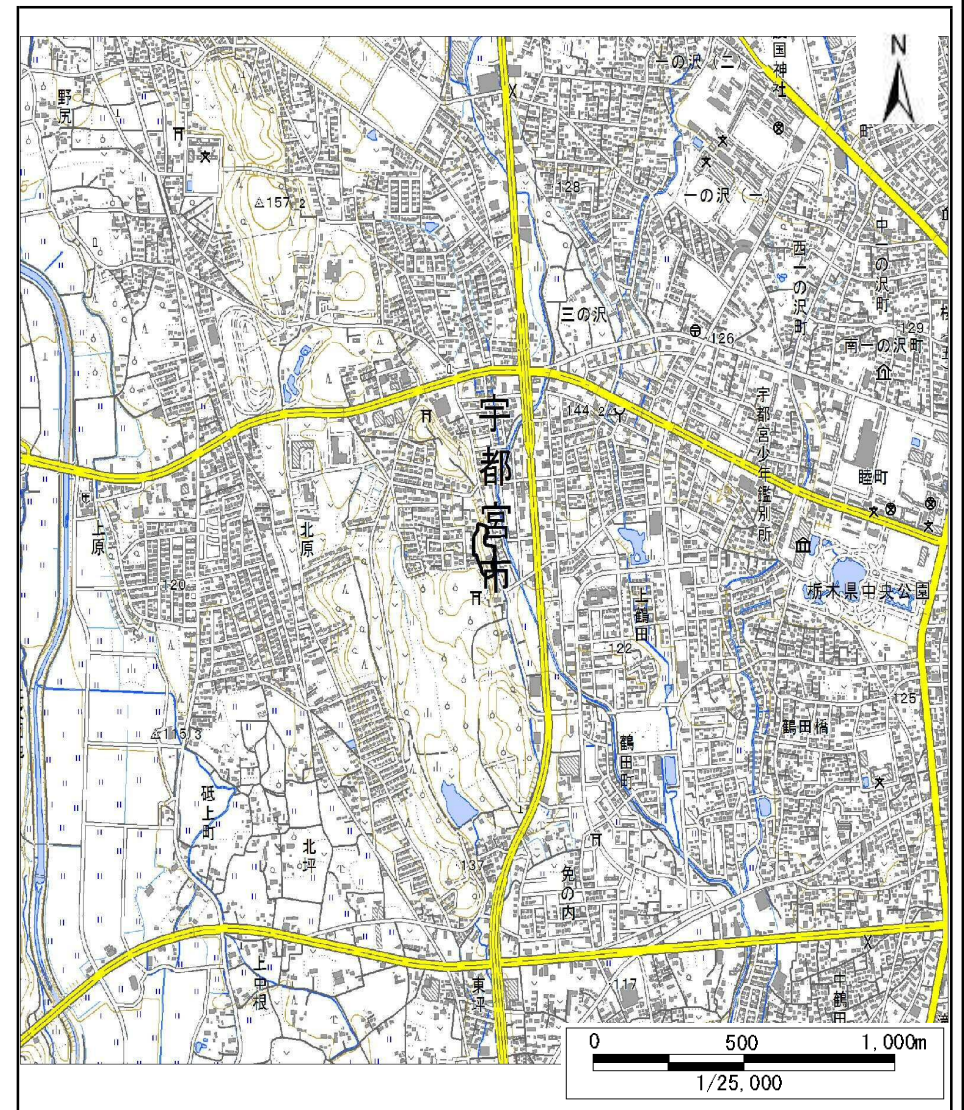 N
野尻
一の沢(二)
国神社
町
157.2
128
一の沢(一)
西一の沢町
中一の沢町
三の沢
126
129
南一の沢町
宇都宮市
144.2
宇都宮少年鑑別所
睦町
上原
北原
120
上鶴田
栃木県中央公園
122
125
115.3
鶴田町
鶴田橋
砥上町
北坪
137
免の内
上中根
東坪
117
0 500 1,000m
1/25,000